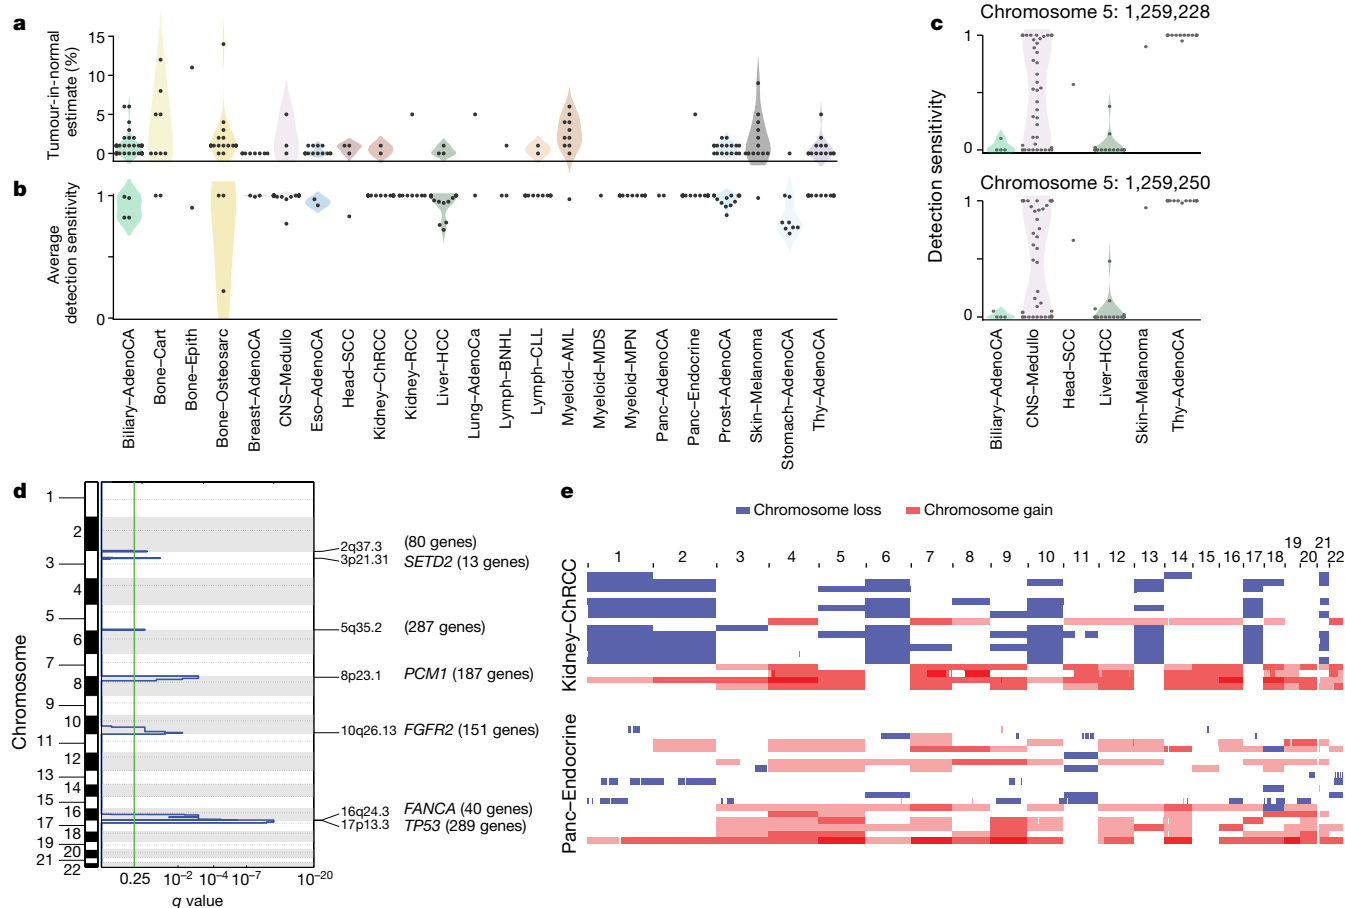 a
Tumour-in-normal
estimate (%)
15
10
5
0
b
Average
detection sensitivity
1
0
Biliary–AdenoCA
Bone–Cart
Bone–Epith
Bone–Osteosarc
Breast–AdenoCA
CNS–Medullo
Eso–AdenoCA
Head–SCC
Kidney–ChRCC
Kidney–RCC
Liver–HCC
Lung–AdenoCa
Lymph–BNHL
Lymph–CLL
Myeloid–AML
Myeloid–MDS
Myeloid–MPN
Panc–AdenoCA
Panc–Endocrine
Prost–AdenoCA
Skin–Melanoma
Stomach–AdenoCA
Thy–AdenoCA
c
Chromosome 5: 1,259,228
Detection sensitivity
1
0
Chromosome 5: 1,259,250
1
0
Biliary–AdenoCA
CNS–Medullo
Head–SCC
Liver–HCC
Skin–Melanoma
Thy–AdenoCA
d
Chromosome
1
2
3
4
5
6
7
8
9
10
11
12
13
14
15
16
17
18
19
20
21
22
2q37.3 (80 genes)
3p21.31 SETD2 (13 genes)
5q35.2 (287 genes)
8p23.1 PCM1 (187 genes)
10q26.13 FGFR2 (151 genes)
16q24.3 FANCA (40 genes)
17p13.3 TP53 (289 genes)
0.25 10⁻² 10⁻⁴ 10⁻⁷ 10⁻²⁰
q value
e
Chromosome loss Chromosome gain
1 2 3 4 5 6 7 8 9 10 11 12 13 14 15 16 17 18 19 20 21 22
Kidney–ChRCC
Panc–Endocrine